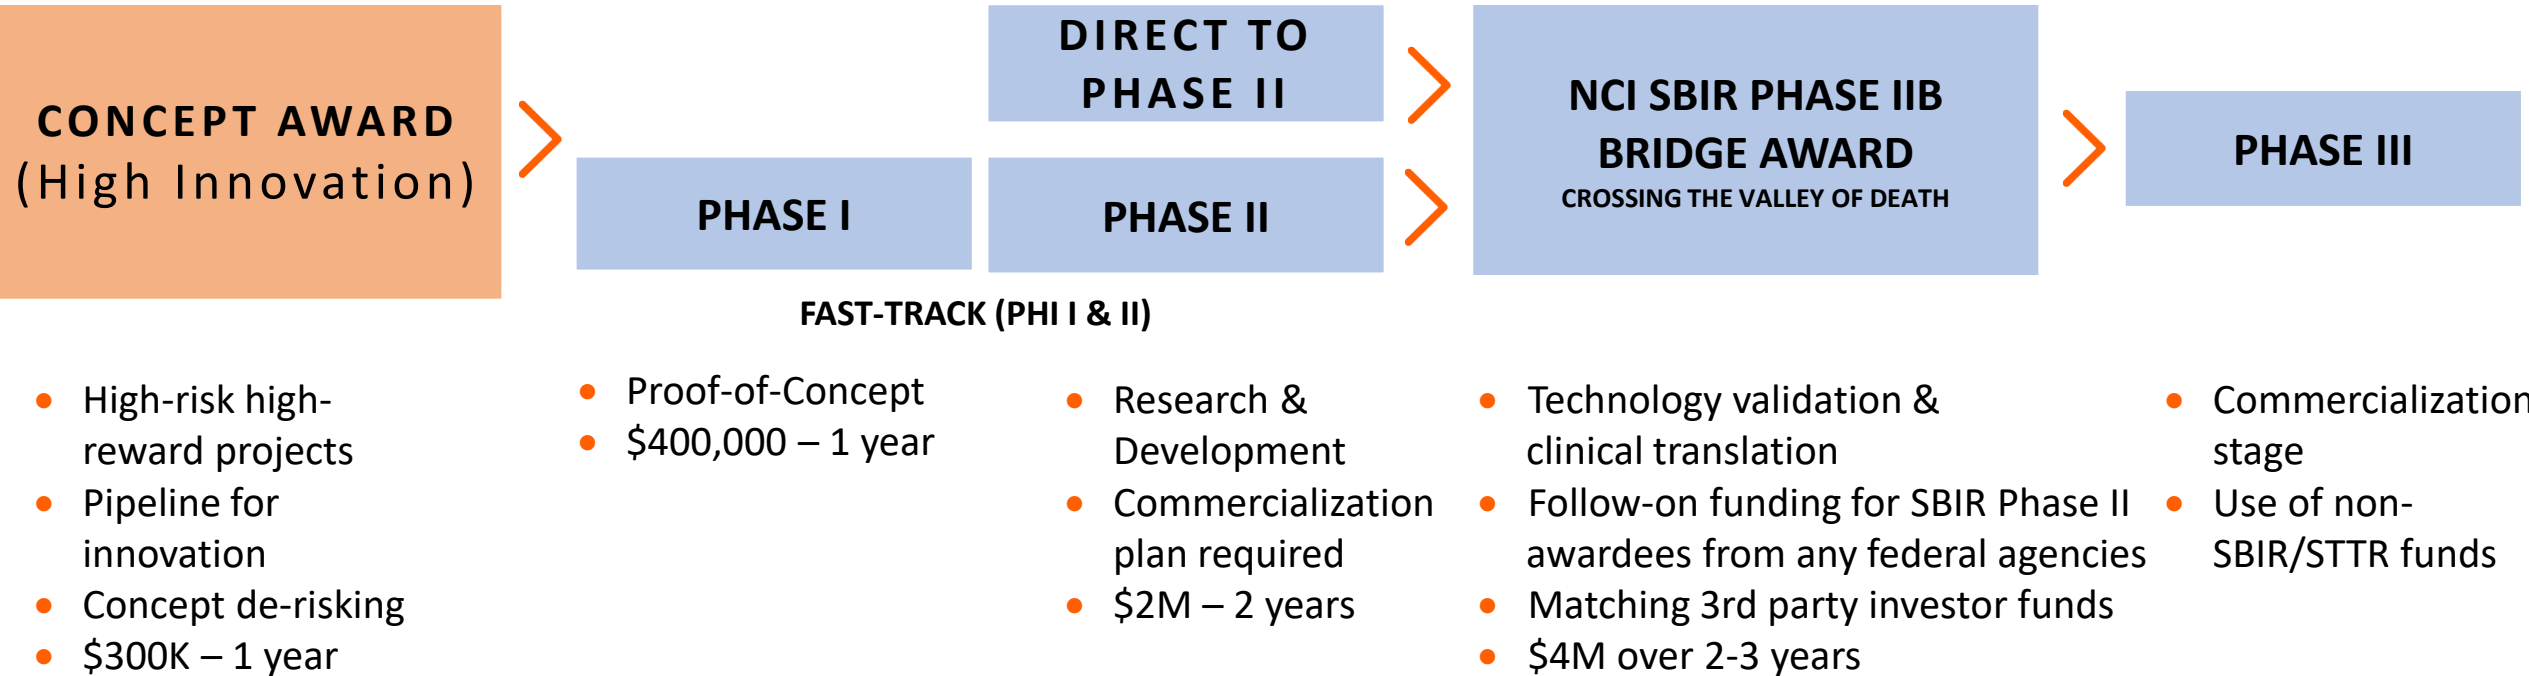 CONCEPT AWARD
(High Innovation)
DIRECT TO
PHASE II
PHASE I
PHASE II
FAST-TRACK (PHI I & II)
NCI SBIR PHASE IIB
BRIDGE AWARD
CROSSING THE VALLEY OF DEATH
PHASE III
• High-risk high-
reward projects
• Pipeline for
innovation
• Concept de-risking
• $300K – 1 year
• Proof-of-Concept
• $400,000 – 1 year
• Research &
Development
• Commercialization
plan required
• $2M – 2 years
• Technology validation &
clinical translation
• Follow-on funding for SBIR Phase II
awardees from any federal agencies
• Matching 3rd party investor funds
• $4M over 2-3 years
• Commercialization
stage
• Use of non-
SBIR/STTR funds